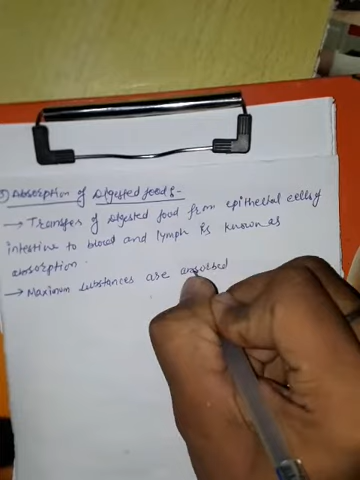 5) Absorption of Digested food :-
→ Transfer of digested food from epithelial cells of
intestine to blood and lymph is known as
absorption.
→ Maximum substances are absorbed